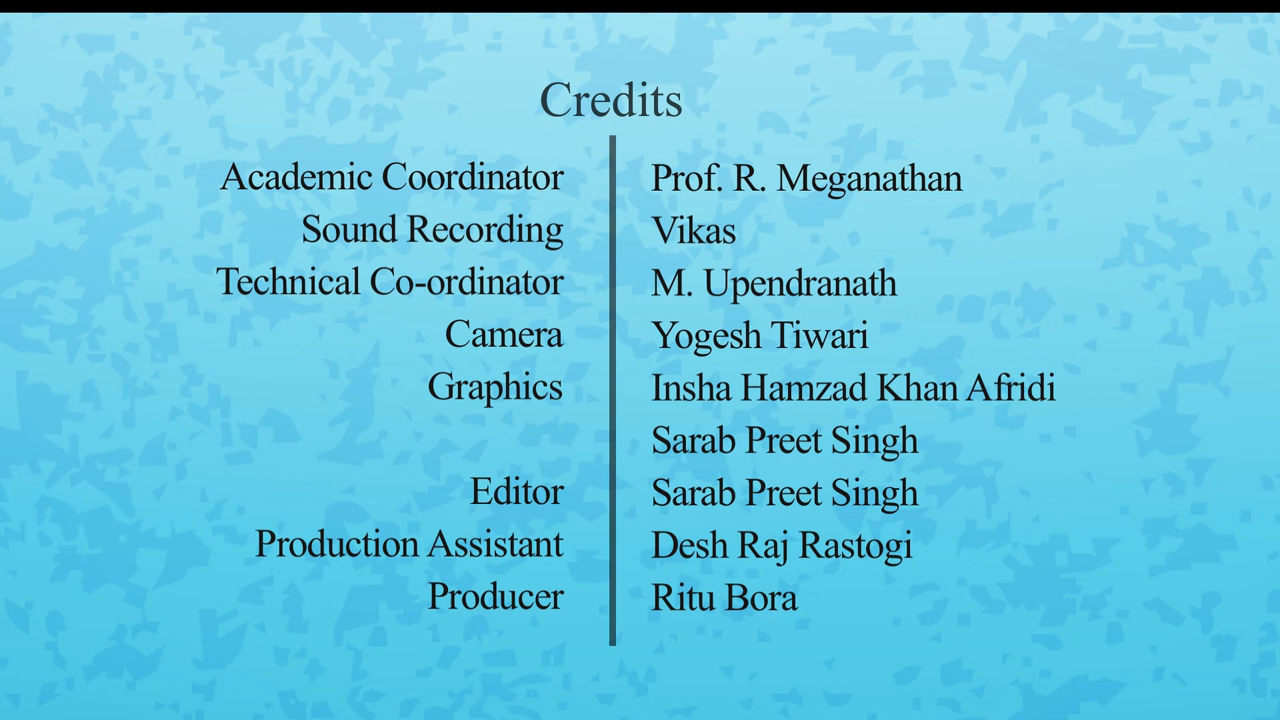 Credits
Academic Coordinator Prof. R. Meganathan
Sound Recording Vikas
Technical Co-ordinator M. Upendranath
Camera Yogesh Tiwari
Graphics Insha Hamzad Khan Afridi
Sarab Preet Singh
Editor Sarab Preet Singh
Production Assistant Desh Raj Rastogi
Producer Ritu Bora